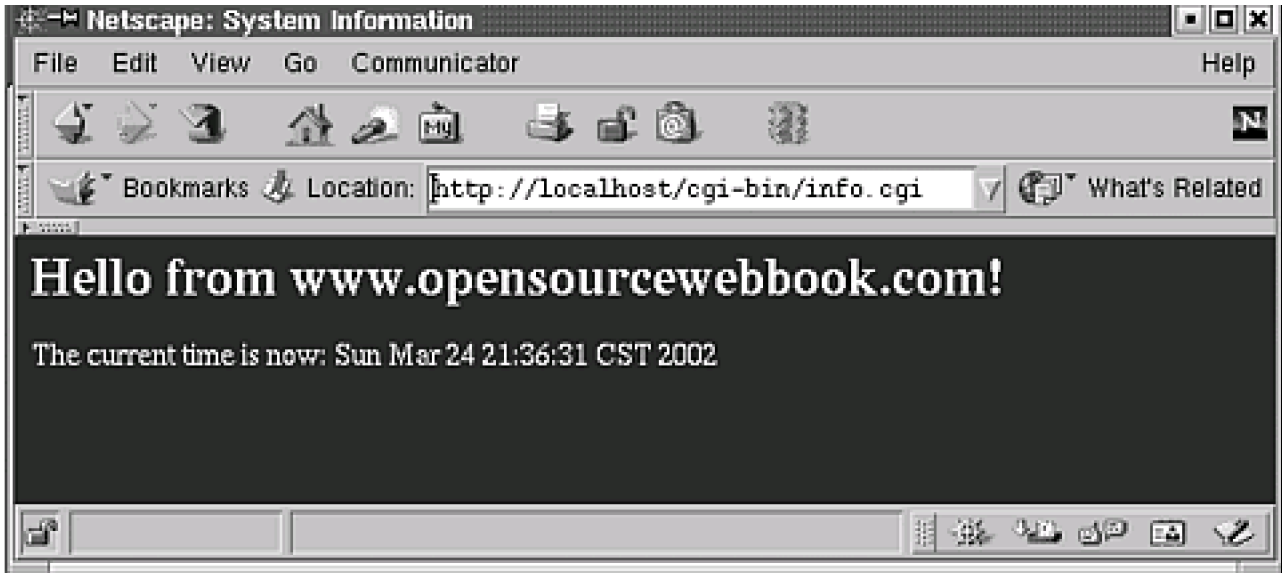 Netscape: System Information
File Edit View Go Communicator Help
My @ N
Bookmarks Location: http://localhost/cgi-bin/info.cgi What's Related
Hello from www.opensourcewebbook.com!
The current time is now: Sun Mar 24 21:36:31 CST 2002